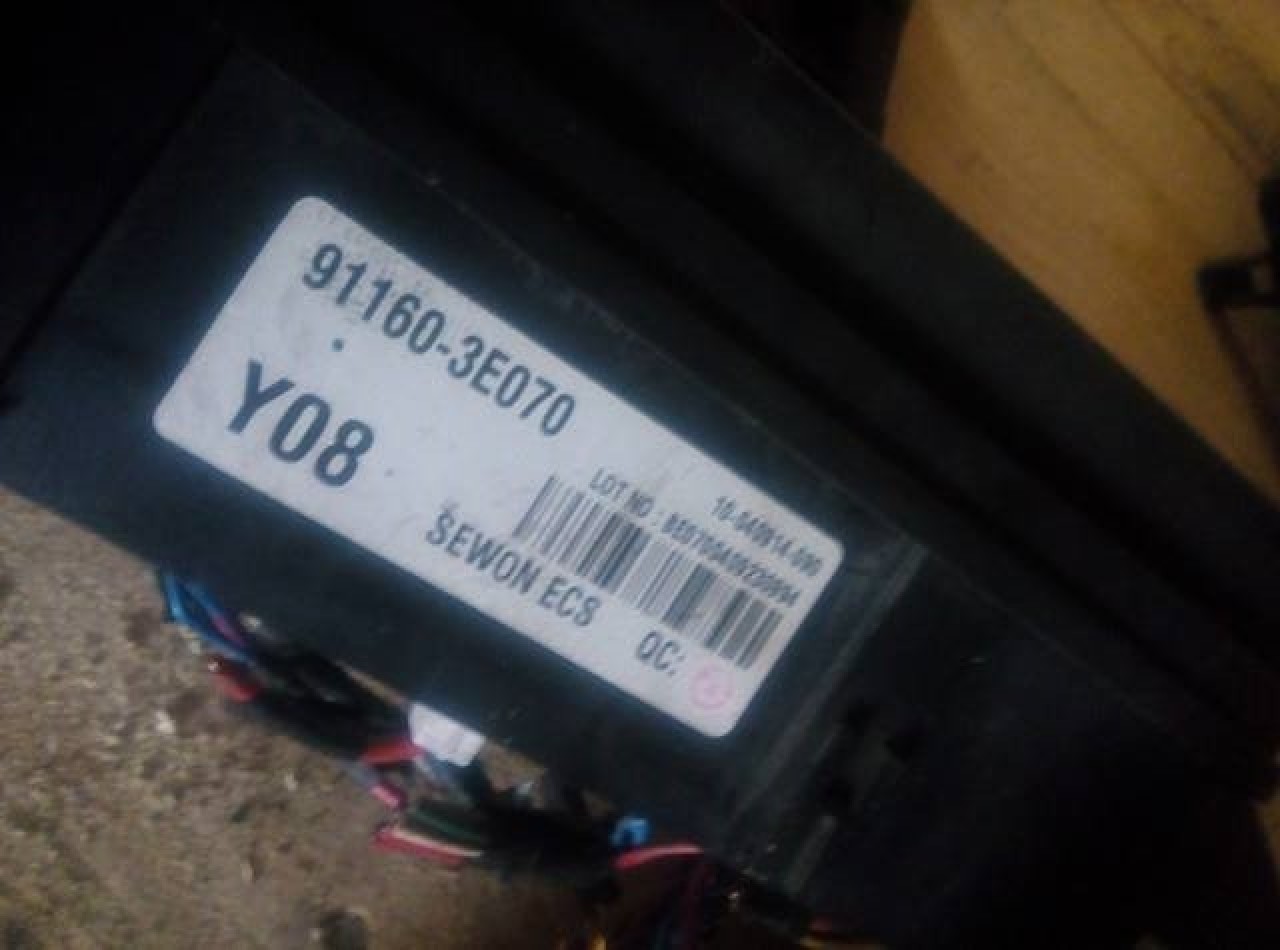 91160-3E070
Y08
LOT NO :
SEWON ECS
QC: